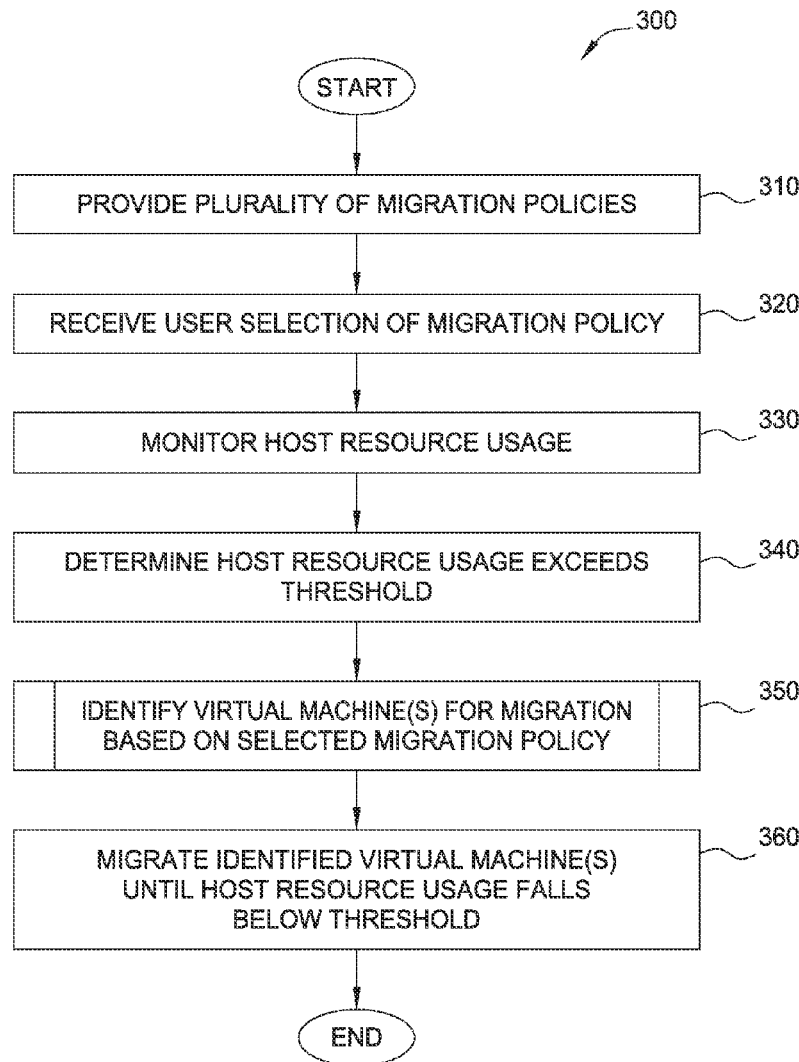 300
START
PROVIDE PLURALITY OF MIGRATION POLICIES
310
RECEIVE USER SELECTION OF MIGRATION POLICY
320
MONITOR HOST RESOURCE USAGE
330
DETERMINE HOST RESOURCE USAGE EXCEEDS
THRESHOLD
340
IDENTIFY VIRTUAL MACHINE(S) FOR MIGRATION
BASED ON SELECTED MIGRATION POLICY
350
MIGRATE IDENTIFIED VIRTUAL MACHINE(S)
UNTIL HOST RESOURCE USAGE FALLS
BELOW THRESHOLD
360
END